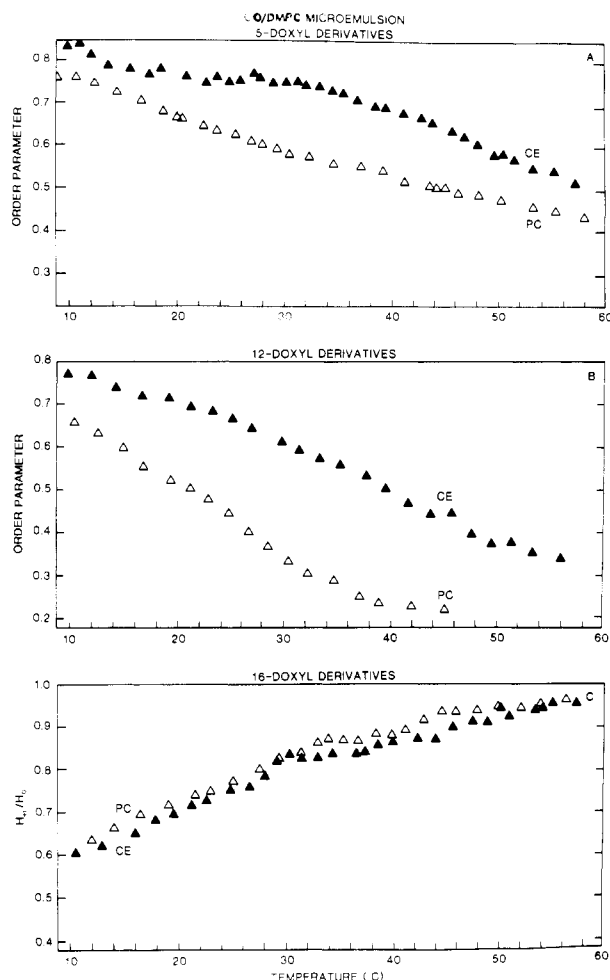 O/DMPC MICROEMULSION
5-DOXYL DERIVATIVES
A
0.8
0.7
0.6
0.5
0.4
0.3
ORDER PARAMETER
CE
PC
10 20 30 40 50 60
12-DOXYL DERIVATIVES
B
0.8
0.7
0.6
0.5
0.4
0.3
0.2
ORDER PARAMETER
CE
PC
10 20 30 40 50 60
16-DOXYL DERIVATIVES
C
1.0
0.9
0.8
0.7
0.6
0.5
0.4
PC
CE
10 20 30 40 50 60
TEMPERATURE ( C)